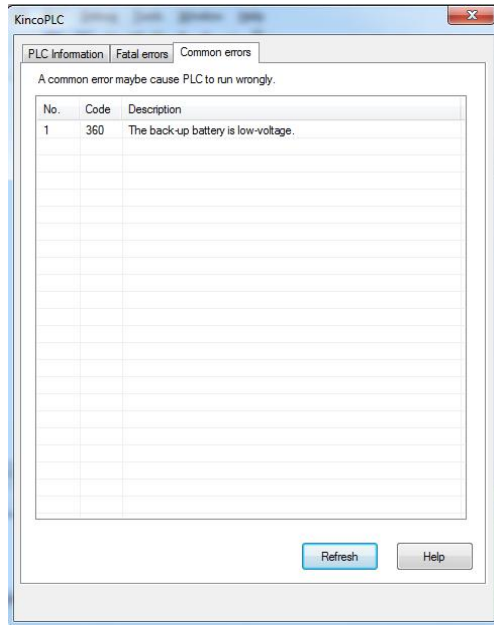 KincoPLC
PLC Information Fatal errors Common errors
A common error maybe cause PLC to run wrongly.
No. Code Description
1 360 The back-up battery is low-voltage.
Refresh Help